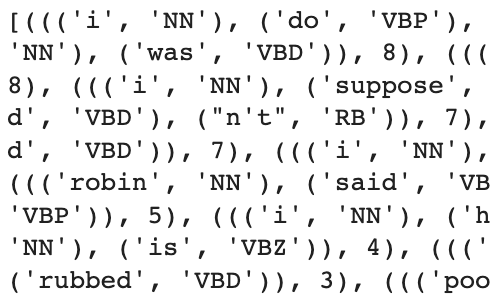 [((('i', 'NN'), ('do', 'VBP'),
'NN'), ('was', 'VBD')), 8), (((
8), ((('i', 'NN'), ('suppose',
d', 'VBD'), ("n't", 'RB')), 7),
d', 'VBD')), 7), ((('i', 'NN'),
((('robin', 'NN'), ('said', 'VB
'VBP')), 5), ((('i', 'NN'), ('h
'NN'), ('is', 'VBZ')), 4), ((('
('rubbed', 'VBD')), 3), ((('poo